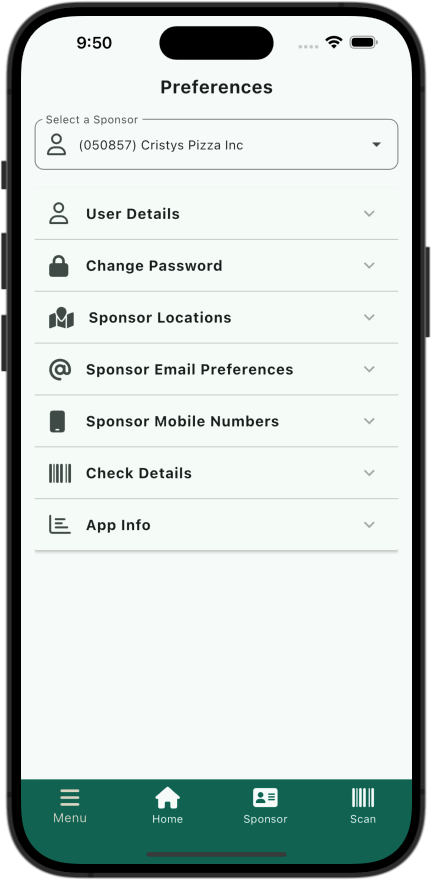 9:50
Preferences
Select a Sponsor
(050857) Cristys Pizza Inc
User Details
Change Password
Sponsor Locations
Sponsor Email Preferences
Sponsor Mobile Numbers
Check Details
App Info
Menu Home Sponsor Scan